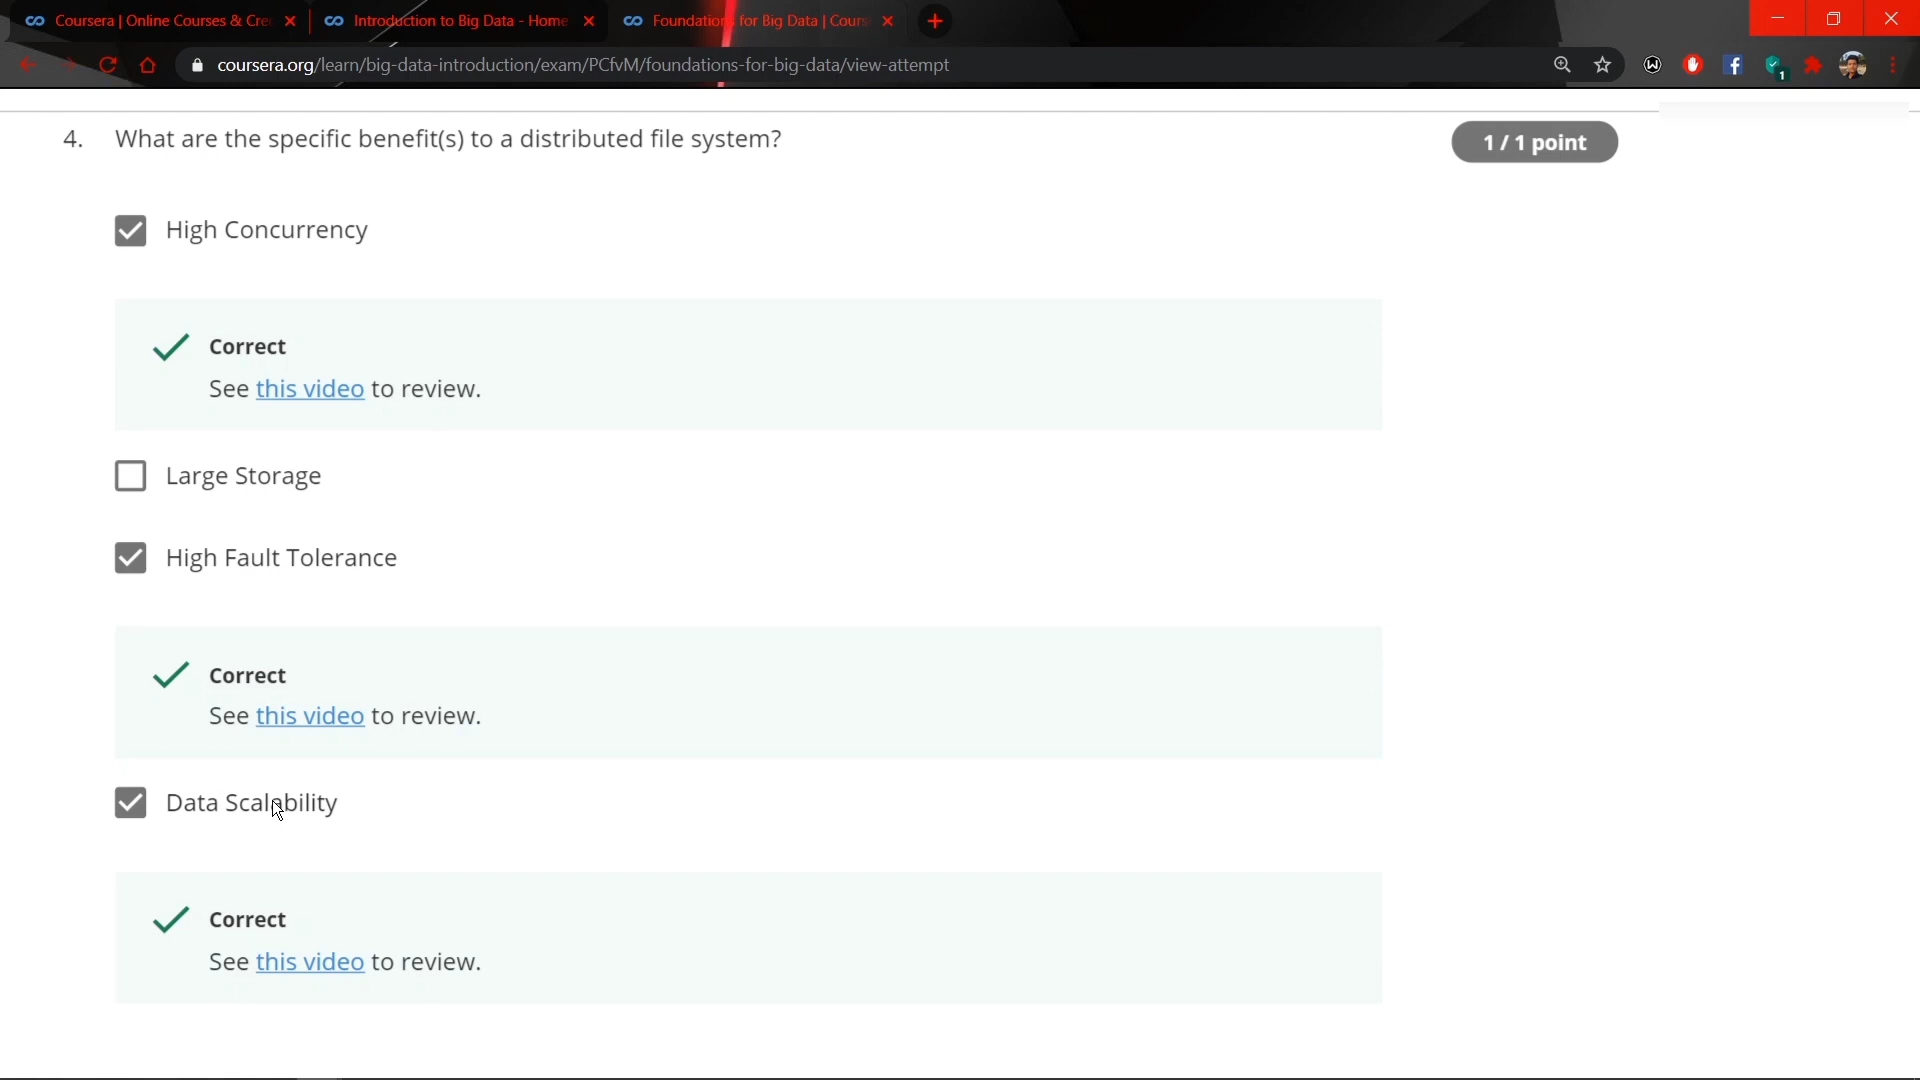 Coursera | Online Courses & Cre
Introduction to Big Data - Home
Foundations for Big Data | Cours
coursera.org/learn/big-data-introduction/exam/PCfvM/foundations-for-big-data/view-attempt
1
4. What are the specific benefit(s) to a distributed file system?
1 / 1 point
High Concurrency
Correct
See this video to review.
Large Storage
High Fault Tolerance
Correct
See this video to review.
Data Scalability
Correct
See this video to review.